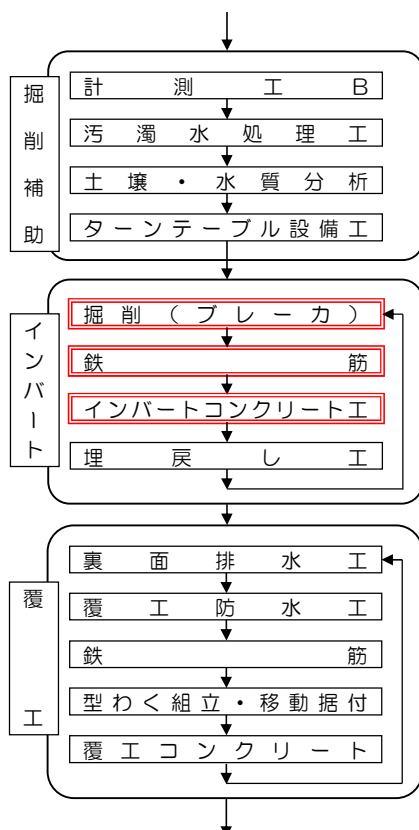 掘削補助
計測工B
汚濁水処理工
土壌・水質分析
ターンテーブル設備工
インバート
掘削（ブレーカ）
鉄筋
インバートコンクリート工
埋戻し工
覆工
裏面排水工
覆工防水工
鉄筋
型わく組立・移動据付
覆工コンクリート